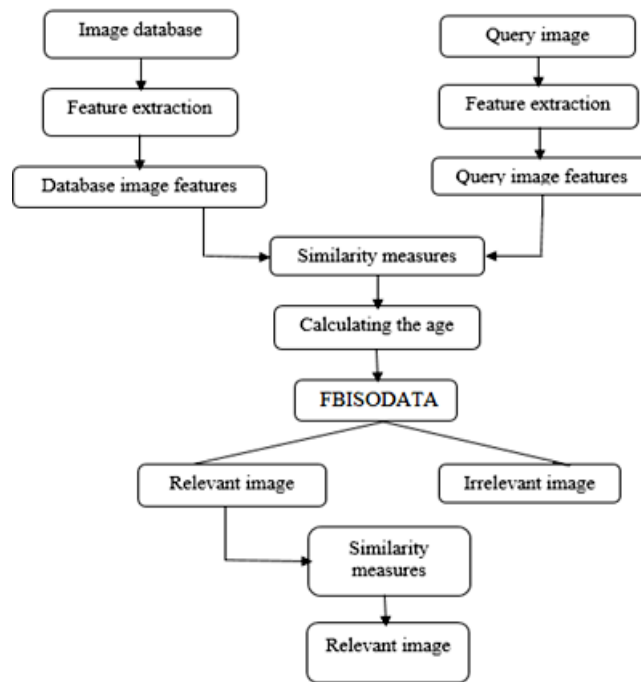 Image database
Query image
Feature extraction
Feature extraction
Database image features
Query image features
Similarity measures
Calculating the age
FBISODATA
Relevant image
Irrelevant image
Similarity
measures
Relevant image